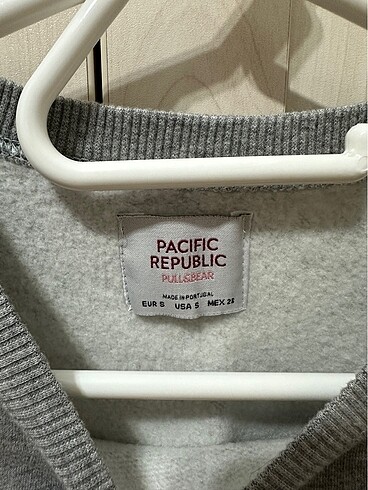 PACIFIC
REPUBLIC
PULL&BEAR
MADE IN PORTUGAL
EUR S USA S MEX 28